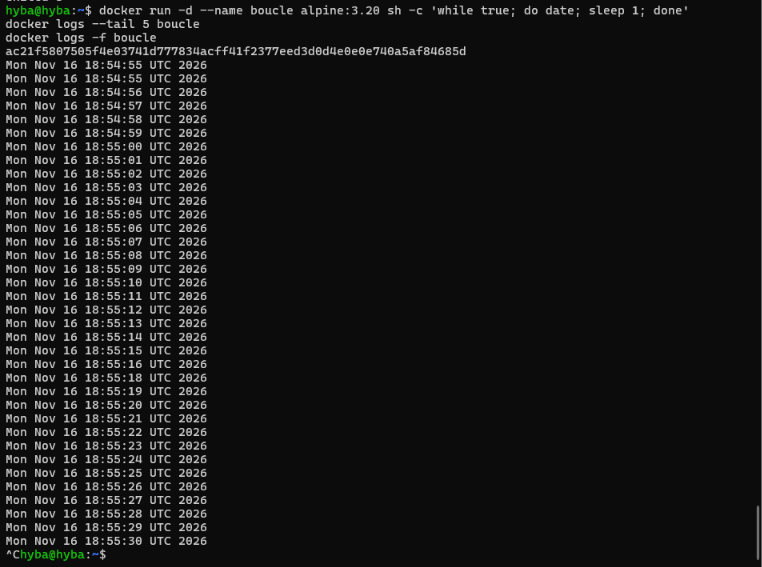 hyba@hyba:~$ docker run -d --name boucle alpine:3.20 sh -c 'while true; do date; sleep 1; done'
docker logs --tail 5 boucle
docker logs -f boucle
ac21f5807505f4e03741d777834acff41f2377eed3d0d4e0e0e740a5af84685d
Mon Nov 16 18:54:55 UTC 2026
Mon Nov 16 18:54:55 UTC 2026
Mon Nov 16 18:54:56 UTC 2026
Mon Nov 16 18:54:57 UTC 2026
Mon Nov 16 18:54:58 UTC 2026
Mon Nov 16 18:54:59 UTC 2026
Mon Nov 16 18:55:00 UTC 2026
Mon Nov 16 18:55:01 UTC 2026
Mon Nov 16 18:55:02 UTC 2026
Mon Nov 16 18:55:03 UTC 2026
Mon Nov 16 18:55:04 UTC 2026
Mon Nov 16 18:55:05 UTC 2026
Mon Nov 16 18:55:06 UTC 2026
Mon Nov 16 18:55:07 UTC 2026
Mon Nov 16 18:55:08 UTC 2026
Mon Nov 16 18:55:09 UTC 2026
Mon Nov 16 18:55:10 UTC 2026
Mon Nov 16 18:55:11 UTC 2026
Mon Nov 16 18:55:12 UTC 2026
Mon Nov 16 18:55:13 UTC 2026
Mon Nov 16 18:55:14 UTC 2026
Mon Nov 16 18:55:15 UTC 2026
Mon Nov 16 18:55:16 UTC 2026
Mon Nov 16 18:55:18 UTC 2026
Mon Nov 16 18:55:19 UTC 2026
Mon Nov 16 18:55:20 UTC 2026
Mon Nov 16 18:55:21 UTC 2026
Mon Nov 16 18:55:22 UTC 2026
Mon Nov 16 18:55:23 UTC 2026
Mon Nov 16 18:55:24 UTC 2026
Mon Nov 16 18:55:25 UTC 2026
Mon Nov 16 18:55:26 UTC 2026
Mon Nov 16 18:55:27 UTC 2026
Mon Nov 16 18:55:28 UTC 2026
Mon Nov 16 18:55:29 UTC 2026
Mon Nov 16 18:55:30 UTC 2026
^Chyba@hyba:~$